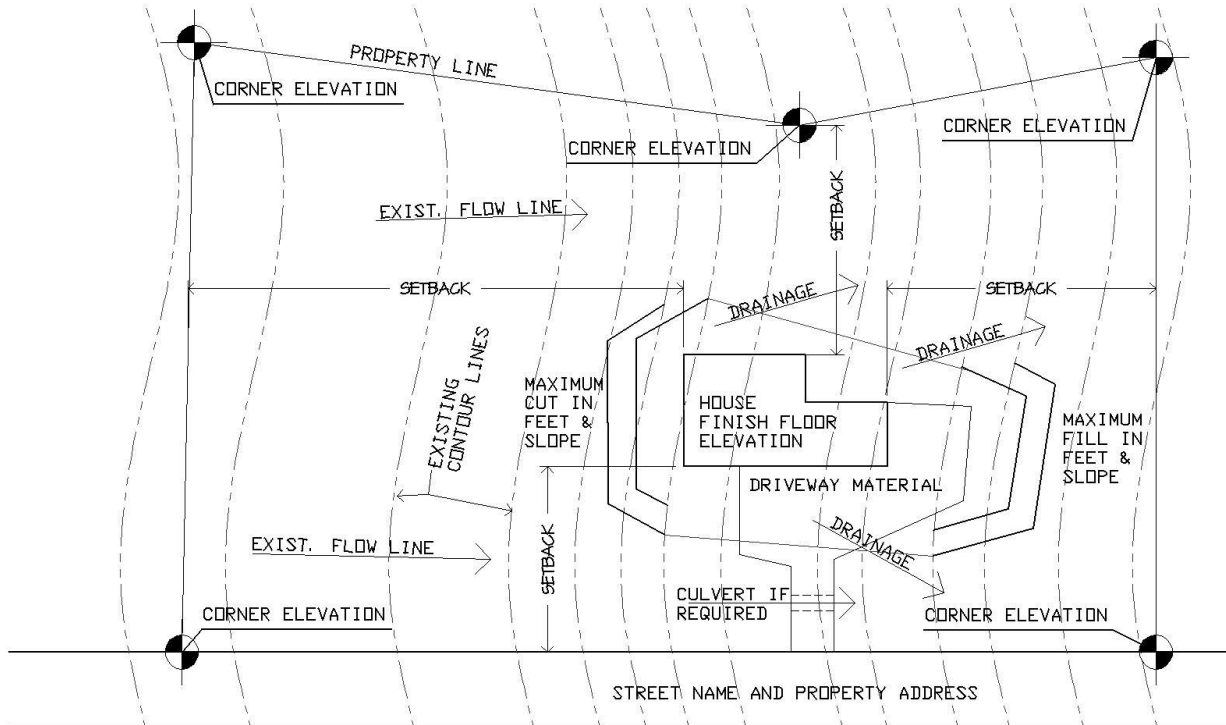 PROPERTY LINE
CORNER ELEVATION
CORNER ELEVATION
CORNER ELEVATION
EXIST. FLOW LINE
SETBACK
SETBACK
SETBACK
DRAINAGE
DRAINAGE
EXISTING
CONTOUR LINES
MAXIMUM
CUT IN
FEET &
SLOPE
HOUSE
FINISH FLOOR
ELEVATION
MAXIMUM
FILL IN
FEET &
SLOPE
DRIVEWAY MATERIAL
EXIST. FLOW LINE
SETBACK
DRAINAGE
CULVERT IF
REQUIRED
CORNER ELEVATION
CORNER ELEVATION
STREET NAME AND PROPERTY ADDRESS